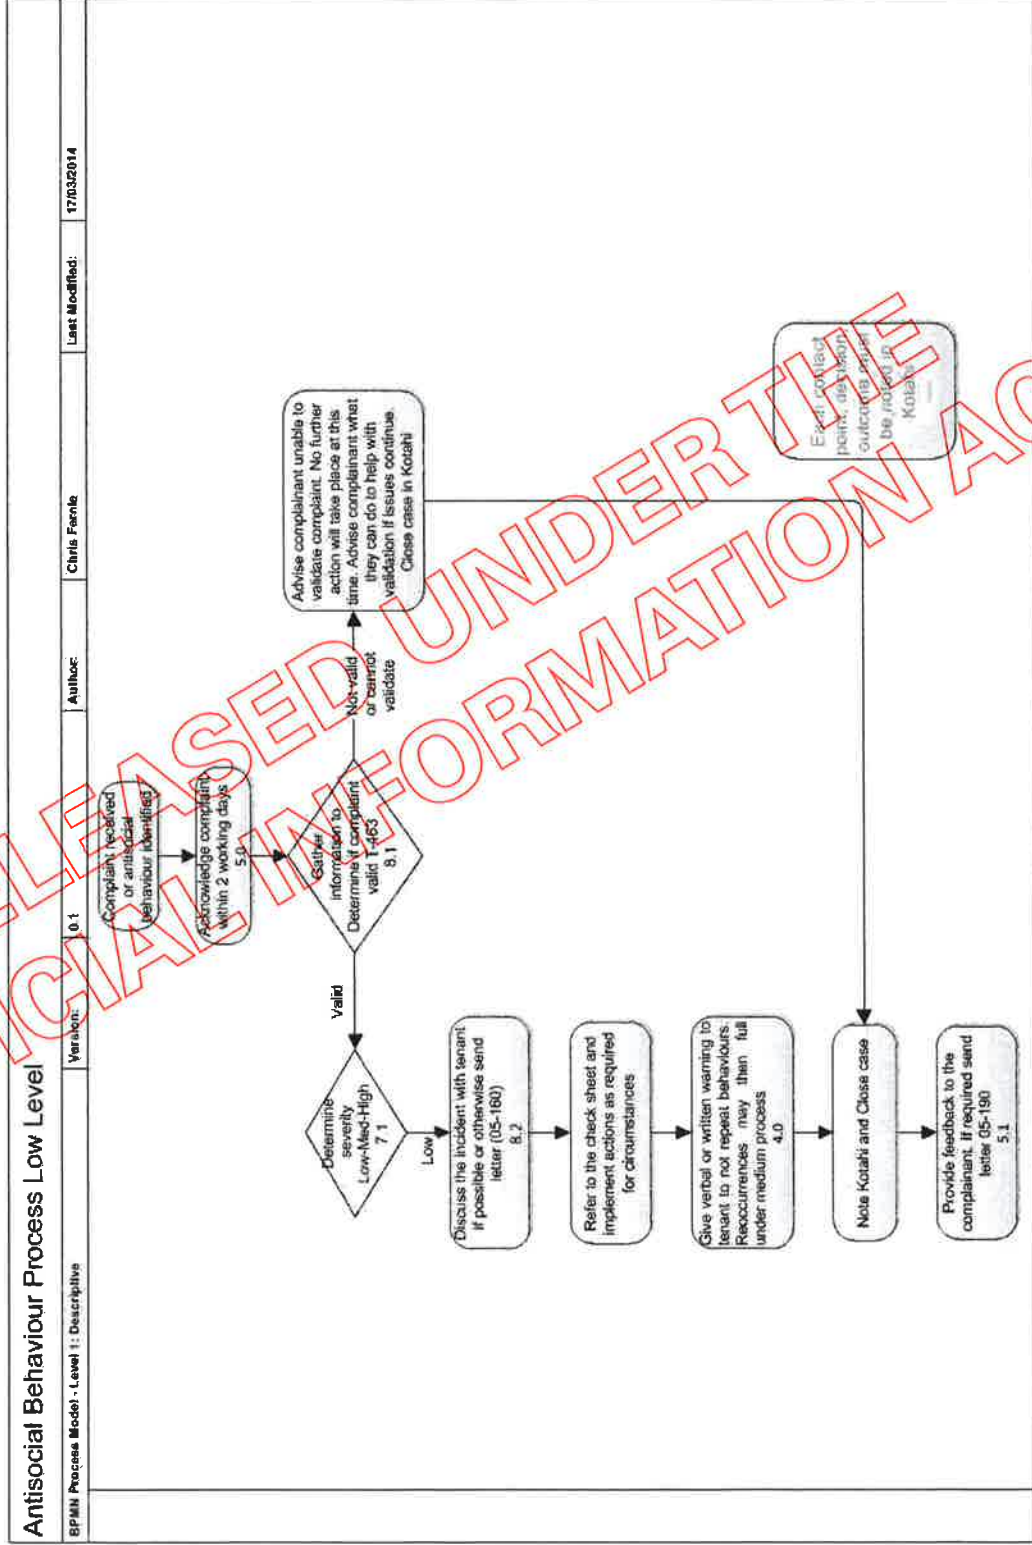 Antisocial Behaviour Process Low Level
BPMN Process Model - Level 1: Descriptive
Version:
0.1
Author:
Chris Fernie
Last Modified:
17/03/2014
Complaint received
or antisocial
behaviour identified
Acknowledge complaint
within 2 working days
5.0
Gather
information to
Determine if complaint
valid T-463
8.1
Not valid
or cannot
validate
Advise complainant unable to
validate complaint. No further
action will take place at this
time. Advise complainant what
they can do to help with
validation if issues continue.
Close case in Kotahi
Valid
Determine
severity
Low-Med-High
7.1
Low
Discuss the incident with tenant
if possible or otherwise send
letter (05-160)
8.2
Refer to the check sheet and
implement actions as required
for circumstances
Give verbal or written warning to
tenant to not repeat behaviours.
Reoccurrences may then full
under medium process
4.0
Note Kotahi and Close case
Provide feedback to the
complainant. If required send
letter 05-190
5.1
Each contact
point, decision,
outcome must
be noted in
Kotahi
LEASED UNDER THE
CIAL INFORMATION AC